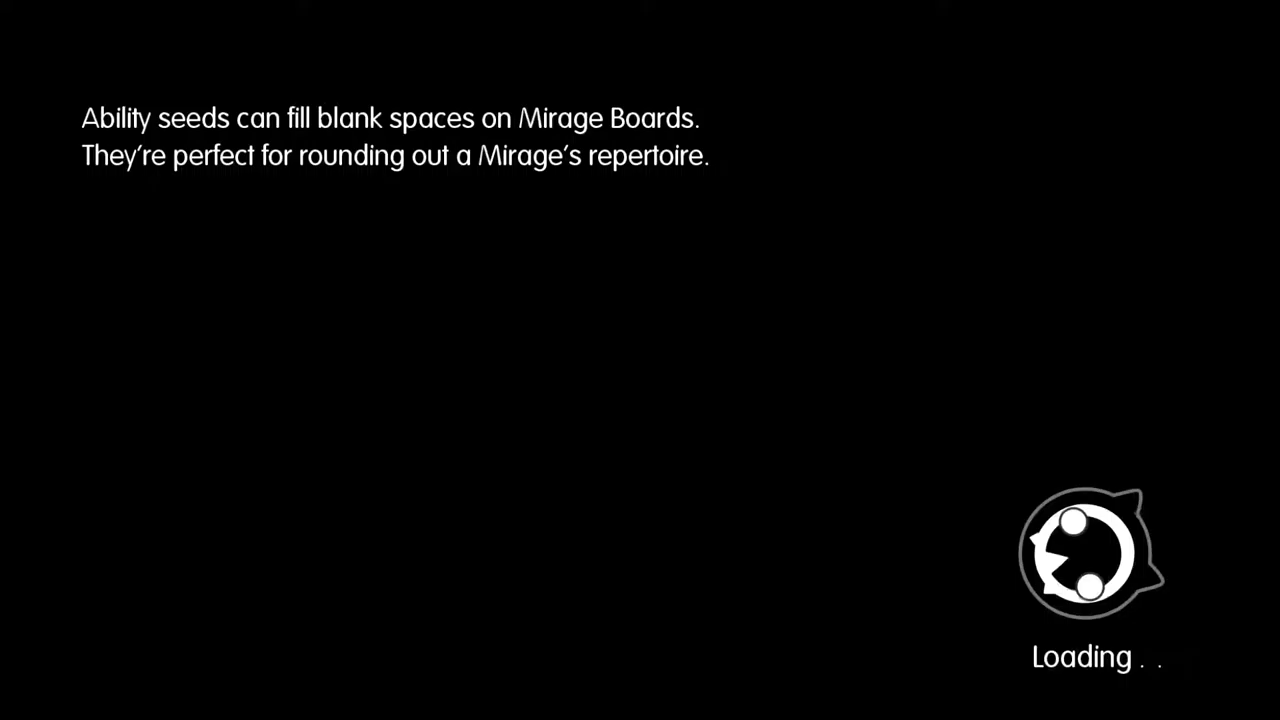 Ability seeds can fill blank spaces on Mirage Boards.
They're perfect for rounding out a Mirage's repertoire.
Loading . .